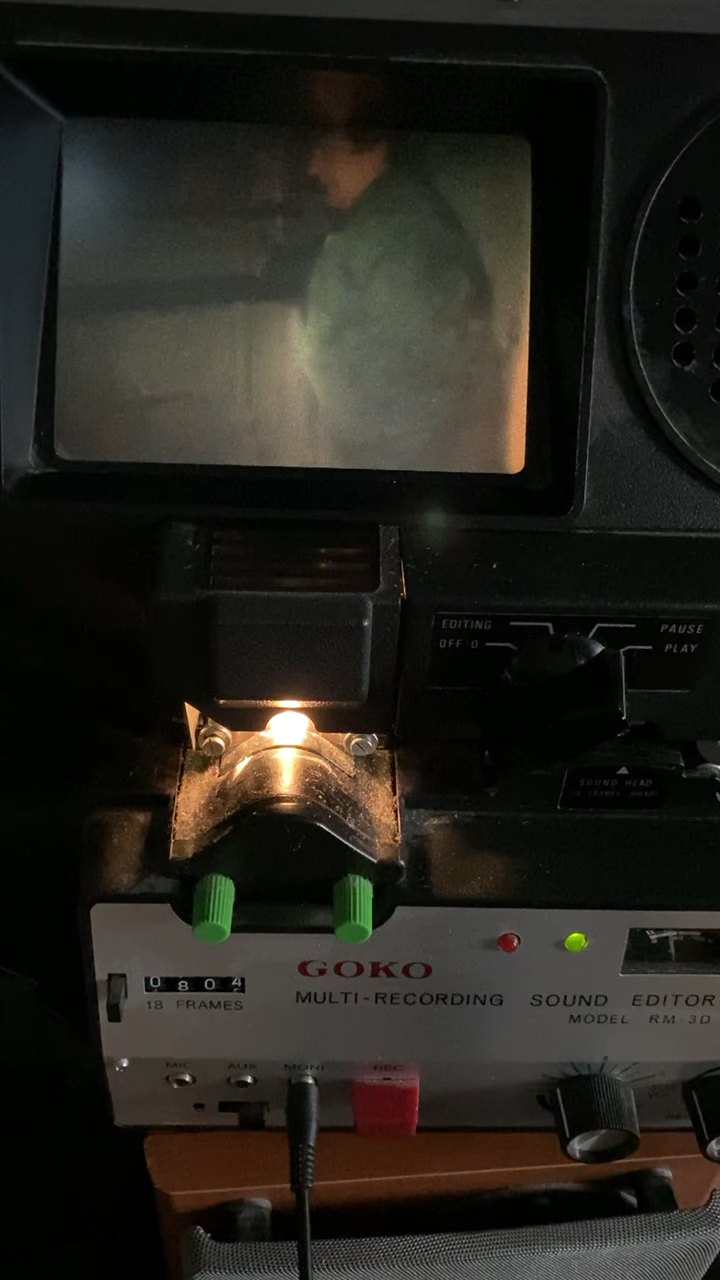 EDITING
PAUSE
OFF O
PLAY
SOUND HEAD
GOKO
0804
18 FRAMES
MULTI-RECORDING SOUND EDITOR
MODEL RM-3D
MIC
AUX
MONI
REC